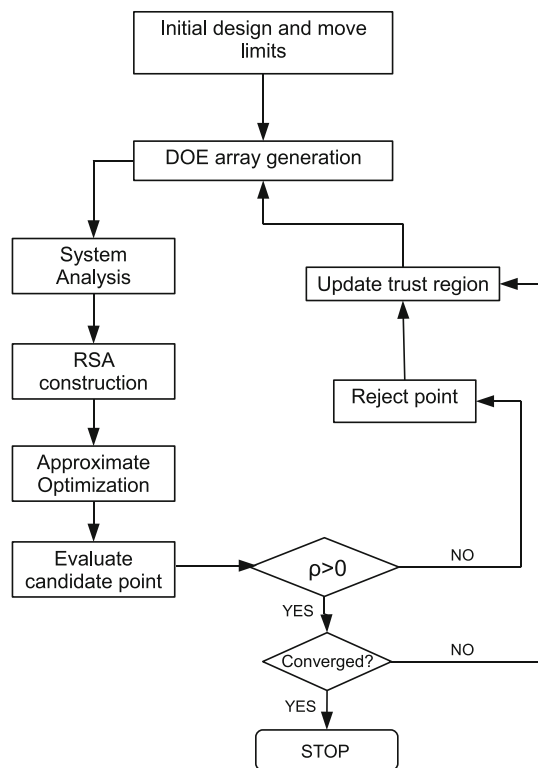 Initial design and move
limits
DOE array generation
System
Analysis
Update trust region
RSA
construction
Reject point
Approximate
Optimization
Evaluate
candidate point
ρ>0
NO
YES
Converged?
NO
YES
STOP